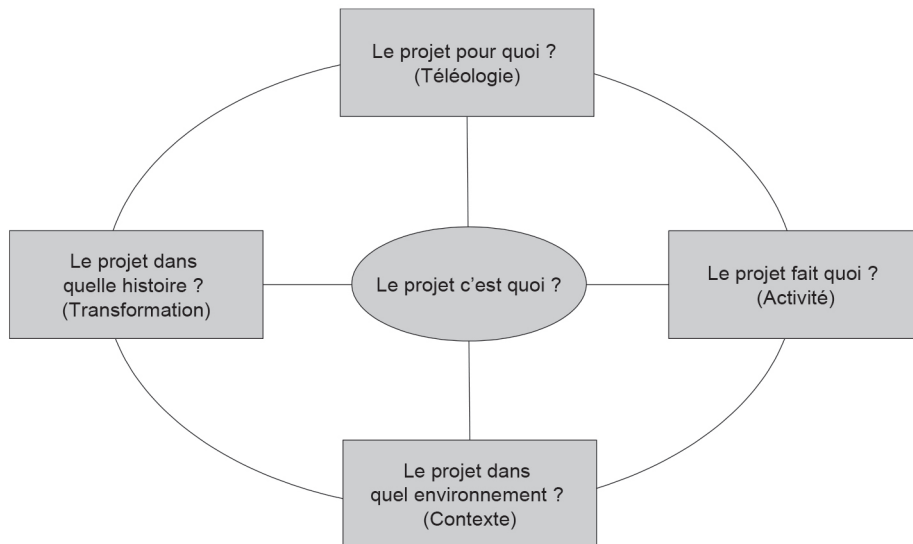 Le projet pour quoi ?
(Téléologie)
Le projet dans
quelle histoire ?
(Transformation)
Le projet c’est quoi ?
Le projet fait quoi ?
(Activité)
Le projet dans
quel environnement ?
(Contexte)